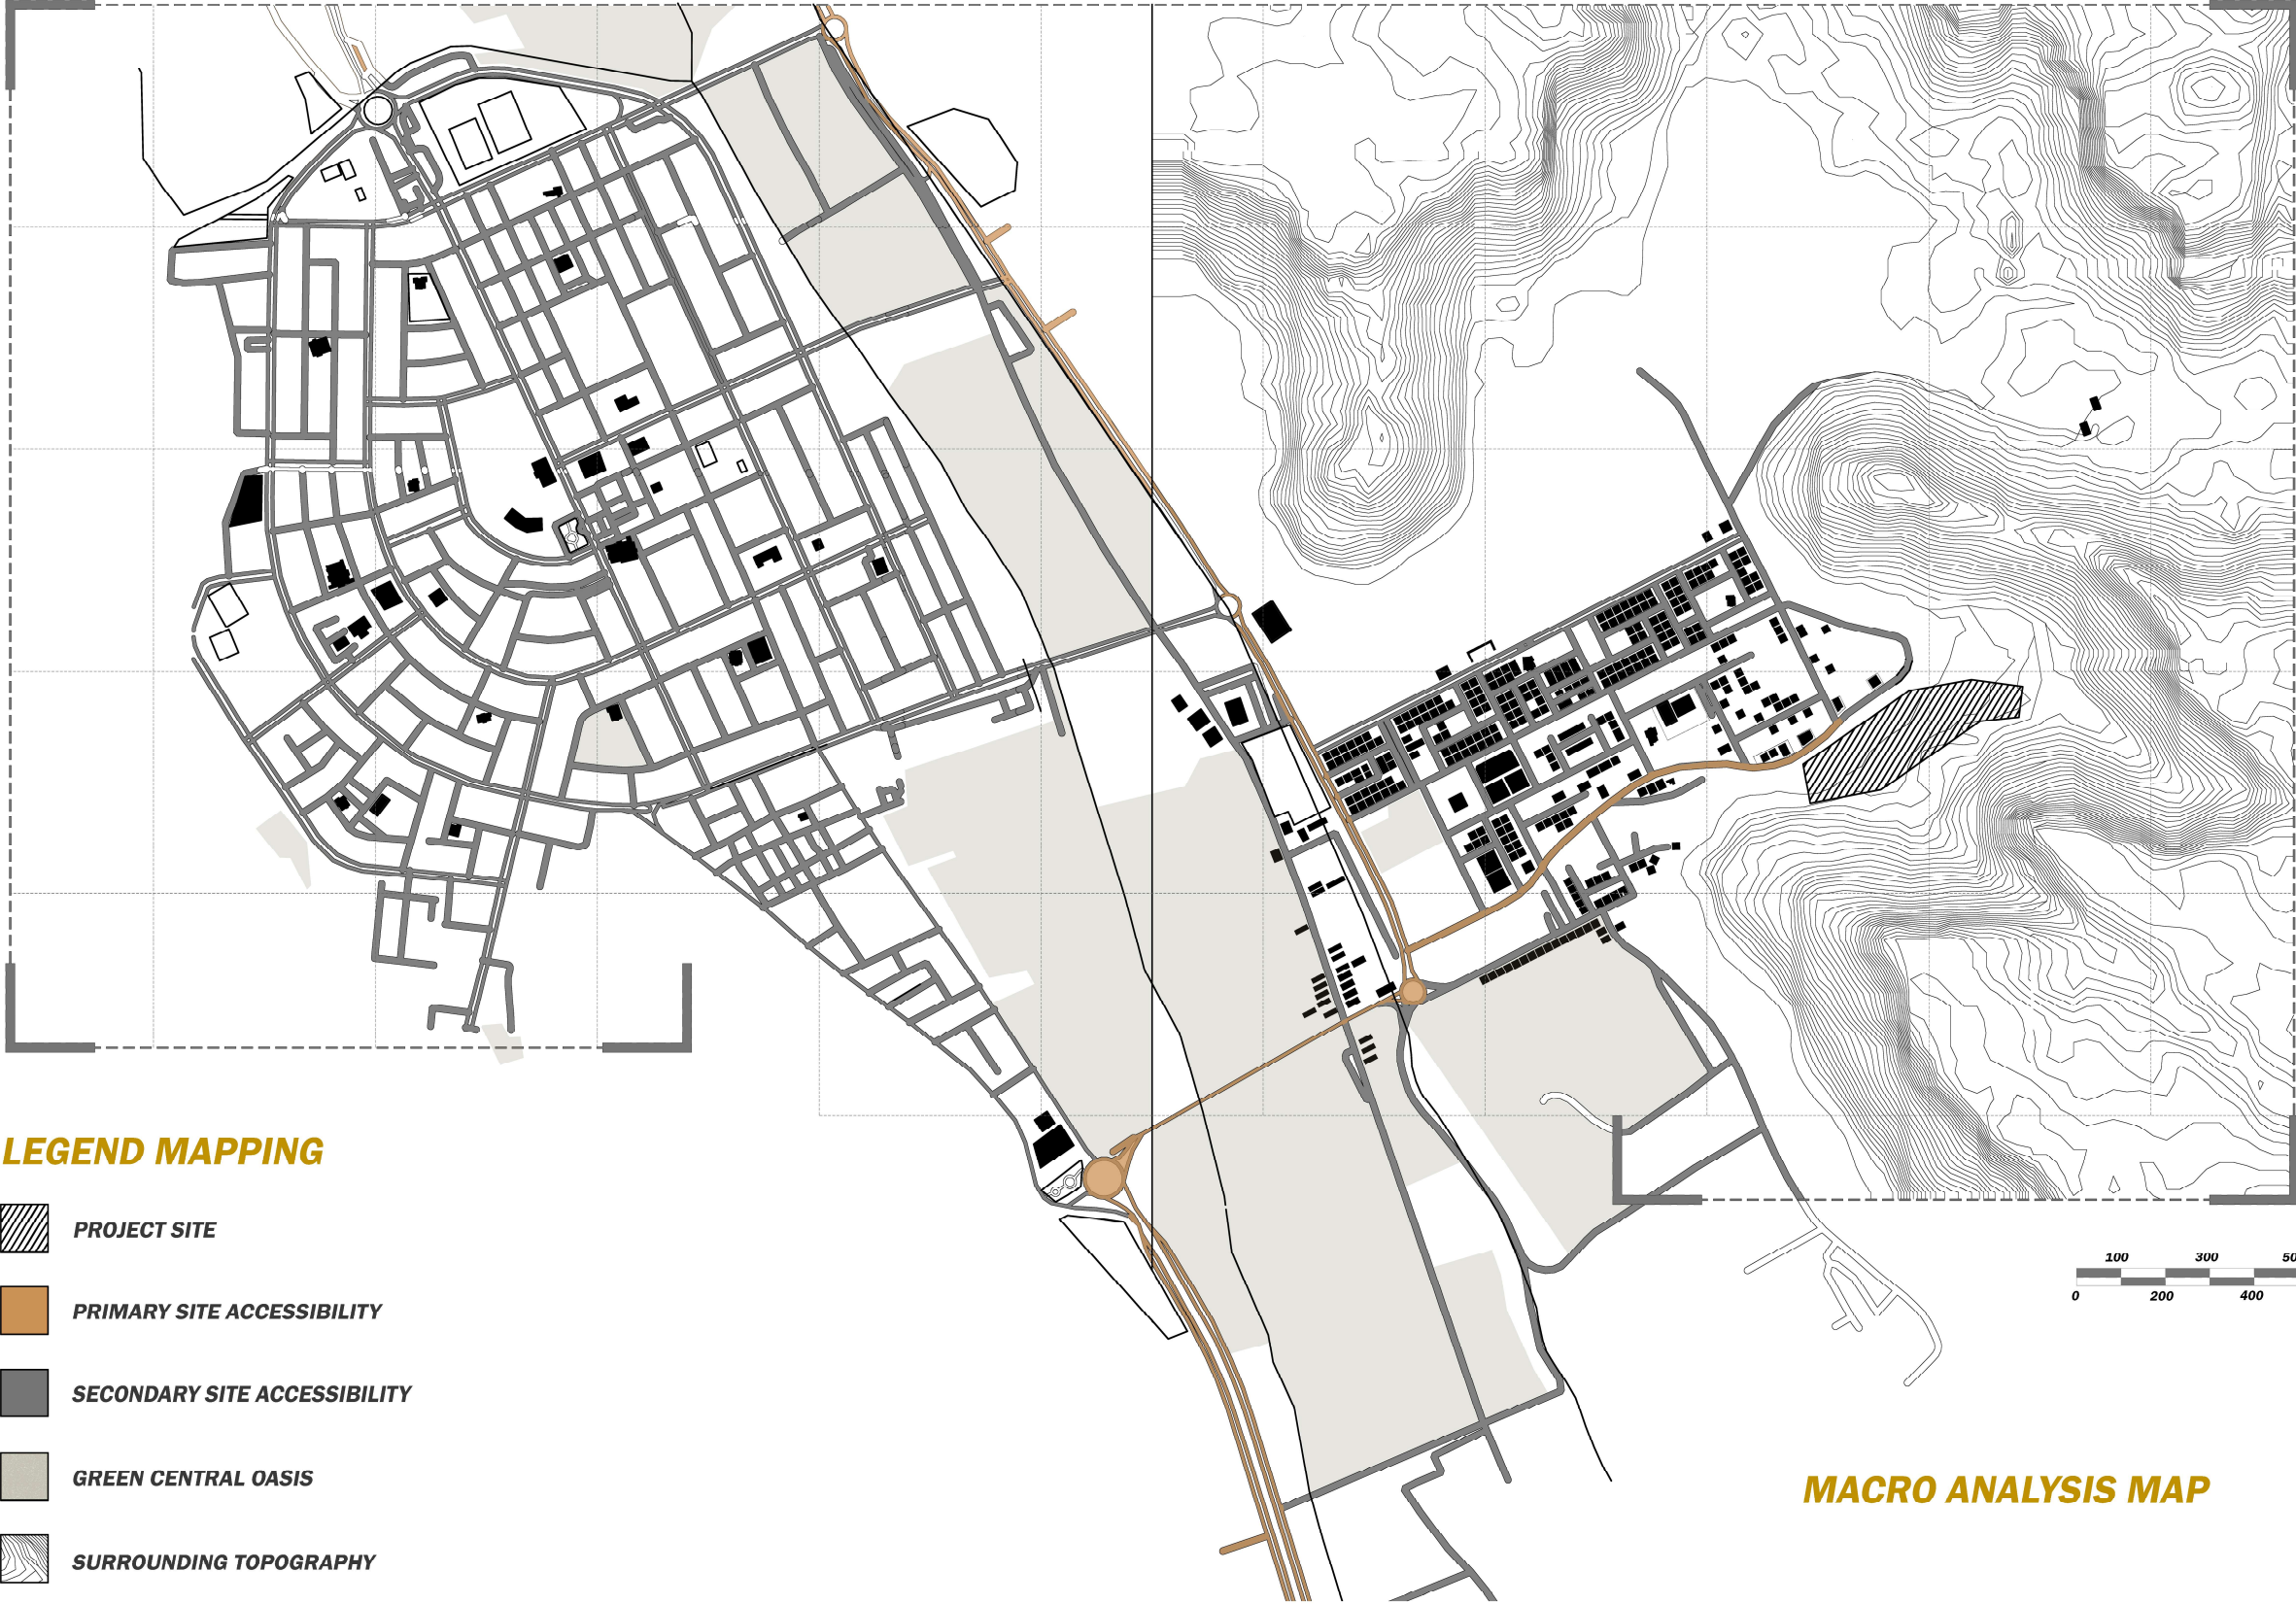 LEGEND MAPPING
PROJECT SITE
PRIMARY SITE ACCESSIBILITY
SECONDARY SITE ACCESSIBILITY
GREEN CENTRAL OASIS
SURROUNDING TOPOGRAPHY
100 300 50
0 200 400
MACRO ANALYSIS MAP